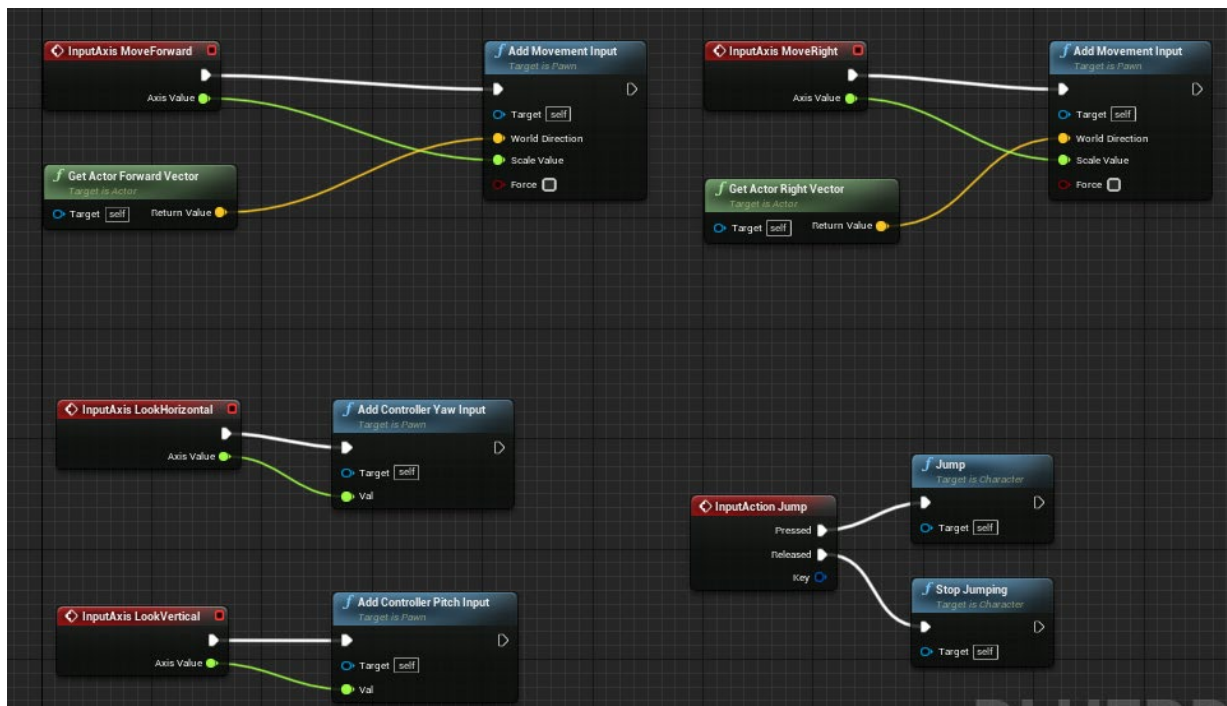 InputAxis MoveForward
Axis Value
Add Movement Input
Target is Pawn
Target self
World Direction
Scale Value
Force
Get Actor Forward Vector
Target is Actor
Target self Return Value
InputAxis MoveRight
Axis Value
Add Movement Input
Target is Pawn
Target self
World Direction
Scale Value
Force
Get Actor Right Vector
Target is Actor
Target self Return Value
InputAxis LookHorizontal
Axis Value
Add Controller Yaw Input
Target is Pawn
Target self
Val
InputAction Jump
Pressed
Released
Key
Jump
Target is Character
Target self
Stop Jumping
Target is Character
Target self
InputAxis LookVertical
Axis Value
Add Controller Pitch Input
Target is Pawn
Target self
Val